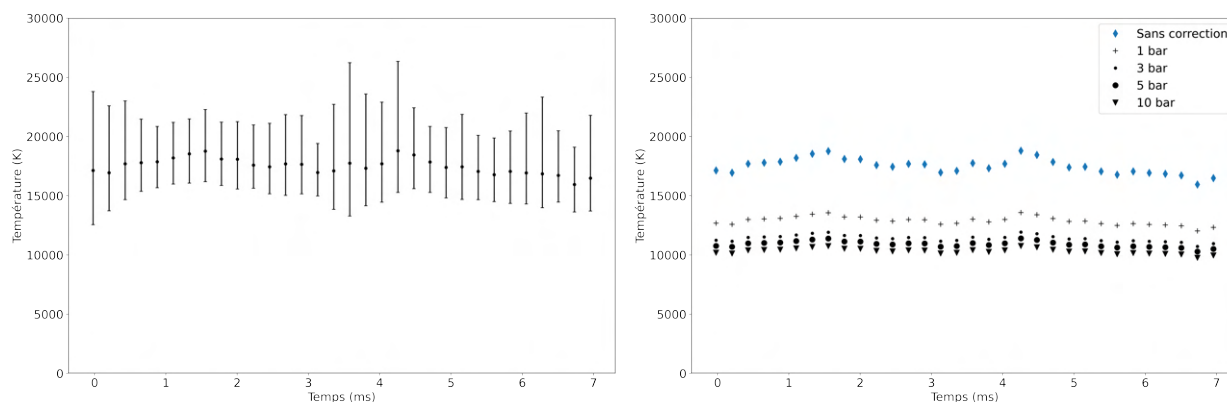 30000
25000
20000
15000
10000
5000
0
Température (K)
0 1 2 3 4 5 6 7
Temps (ms)
30000
25000
20000
15000
10000
5000
0
Température (K)
0 1 2 3 4 5 6 7
Temps (ms)
Sans correction
1 bar
3 bar
5 bar
10 bar